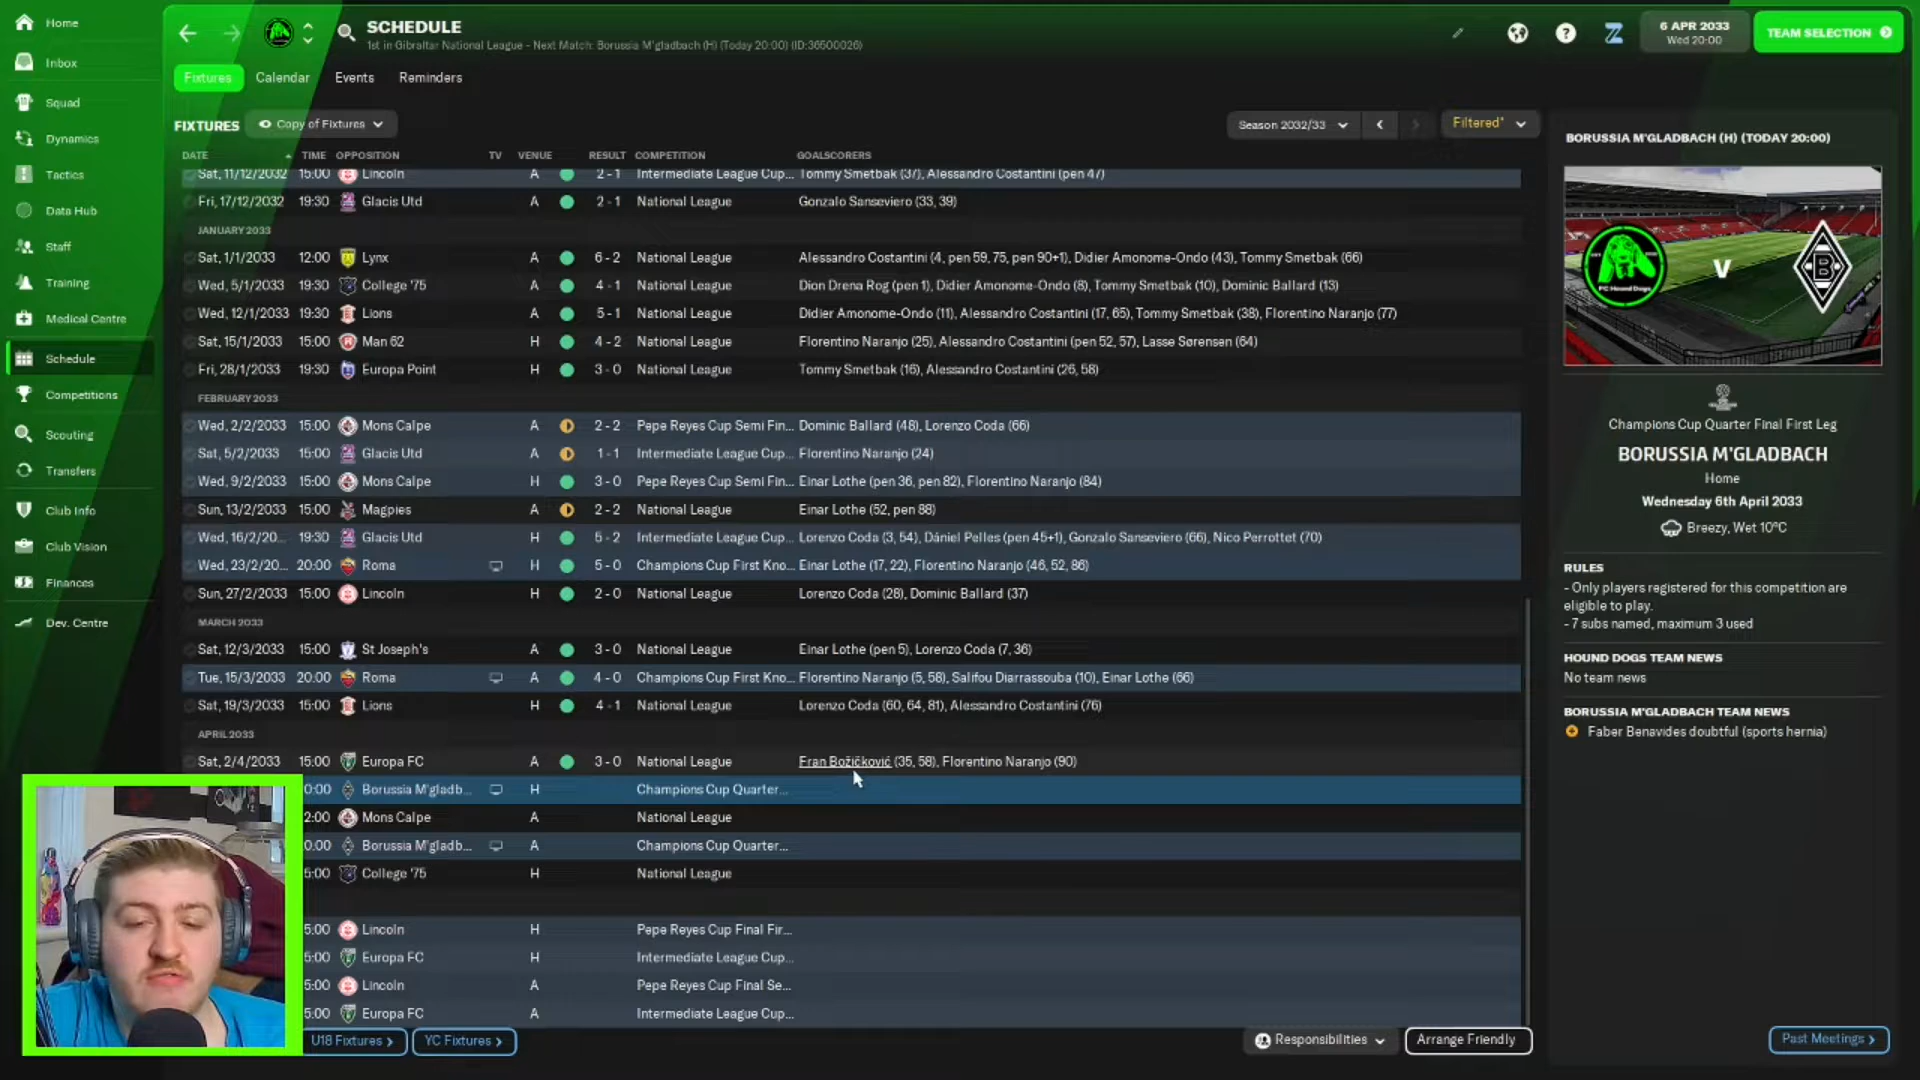 Home
Inbox
Squad
Dynamics
Tactics
Data Hub
Staff
Training
Medical Centre
Schedule
Competitions
Scouting
Transfers
Club Info
Club Vision
Finances
Dev. Centre
SCHEDULE
1st in Gibraltar National League - Next Match: Borussia M'gladbach (H) (Today 20:00) (ID:36500026)
6 APR 2033
Wed 20:00
TEAM SELECTION
Fixtures Calendar Events Reminders
FIXTURES Copy of Fixtures Season 2032/33 Filtered*
DATE TIME OPPOSITION TV VENUE RESULT COMPETITION GOALSCORERS
Sat, 11/12/2032 15:00 Lincoln A 2-1 Intermediate League Cup... Tommy Smetbak (37), Alessandro Costantini (pen 47)
Fri, 17/12/2032 19:30 Glacis Utd A 2-1 National League Gonzalo Sanseviero (33, 39)
JANUARY 2033
Sat, 1/1/2033 12:00 Lynx A 6-2 National League Alessandro Costantini (4, pen 59, 75, pen 90+1), Didier Amonome-Ondo (43), Tommy Smetbak (66)
Wed, 5/1/2033 19:30 College '75 A 4-1 National League Dion Drena Rog (pen 1), Didier Amonome-Ondo (8), Tommy Smetbak (10), Dominic Ballard (13)
Wed, 12/1/2033 19:30 Lions A 5-1 National League Didier Amonome-Ondo (11), Alessandro Costantini (17, 65), Tommy Smetbak (38), Florentino Naranjo (77)
Sat, 15/1/2033 15:00 Man 62 H 4-2 National League Florentino Naranjo (25), Alessandro Costantini (pen 52, 57), Lasse Sørensen (64)
Fri, 28/1/2033 19:30 Europa Point H 3-0 National League Tommy Smetbak (16), Alessandro Costantini (26, 58)
FEBRUARY 2033
Wed, 2/2/2033 15:00 Mons Calpe A 2-2 Pepe Reyes Cup Semi Fin... Dominic Ballard (48), Lorenzo Coda (66)
Sat, 5/2/2033 15:00 Glacis Utd A 1-1 Intermediate League Cup... Florentino Naranjo (24)
Wed, 9/2/2033 15:00 Mons Calpe H 3-0 Pepe Reyes Cup Semi Fin... Einar Lothe (pen 36, pen 82), Florentino Naranjo (84)
Sun, 13/2/2033 15:00 Magpies A 2-2 National League Einar Lothe (52, pen 88)
Wed, 16/2/20... 19:30 Glacis Utd H 5-2 Intermediate League Cup... Lorenzo Coda (3, 54), Dániel Pelles (pen 45+1), Gonzalo Sanseviero (66), Nico Perrottet (70)
Wed, 23/2/20... 20:00 Roma H 5-0 Champions Cup First Kno... Einar Lothe (17, 22), Florentino Naranjo (46, 52, 86)
Sun, 27/2/2033 15:00 Lincoln H 2-0 National League Lorenzo Coda (28), Dominic Ballard (37)
MARCH 2033
Sat, 12/3/2033 15:00 St Joseph's A 3-0 National League Einar Lothe (pen 5), Lorenzo Coda (7, 36)
Tue, 15/3/2033 20:00 Roma A 4-0 Champions Cup First Kno... Florentino Naranjo (5, 58), Salifou Diarrassouba (10), Einar Lothe (66)
Sat, 19/3/2033 15:00 Lions H 4-1 National League Lorenzo Coda (60, 64, 81), Alessandro Costantini (76)
APRIL 2033
Sat, 2/4/2033 15:00 Europa FC A 3-0 National League Fran Božičković (35, 58), Florentino Naranjo (90)
0:00 Borussia M'gladb... H Champions Cup Quarter...
2:00 Mons Calpe A National League
0:00 Borussia M'gladb... A Champions Cup Quarter...
5:00 College '75 H National League
5:00 Lincoln H Pepe Reyes Cup Final Fir...
5:00 Europa FC H Intermediate League Cup...
5:00 Lincoln A Pepe Reyes Cup Final Se...
5:00 Europa FC A Intermediate League Cup...
U18 Fixtures > YC Fixtures > Responsibilities Arrange Friendly
BORUSSIA M'GLADBACH (H) (TODAY 20:00)
FC Hound Dogs
V
B
Champions Cup Quarter Final First Leg
BORUSSIA M'GLADBACH
Home
Wednesday 6th April 2033
Breezy, Wet 10°C
RULES
- Only players registered for this competition are
eligible to play.
- 7 subs named, maximum 3 used
HOUND DOGS TEAM NEWS
No team news
BORUSSIA M'GLADBACH TEAM NEWS
Faber Benavides doubtful (sports hernia)
Past Meetings >